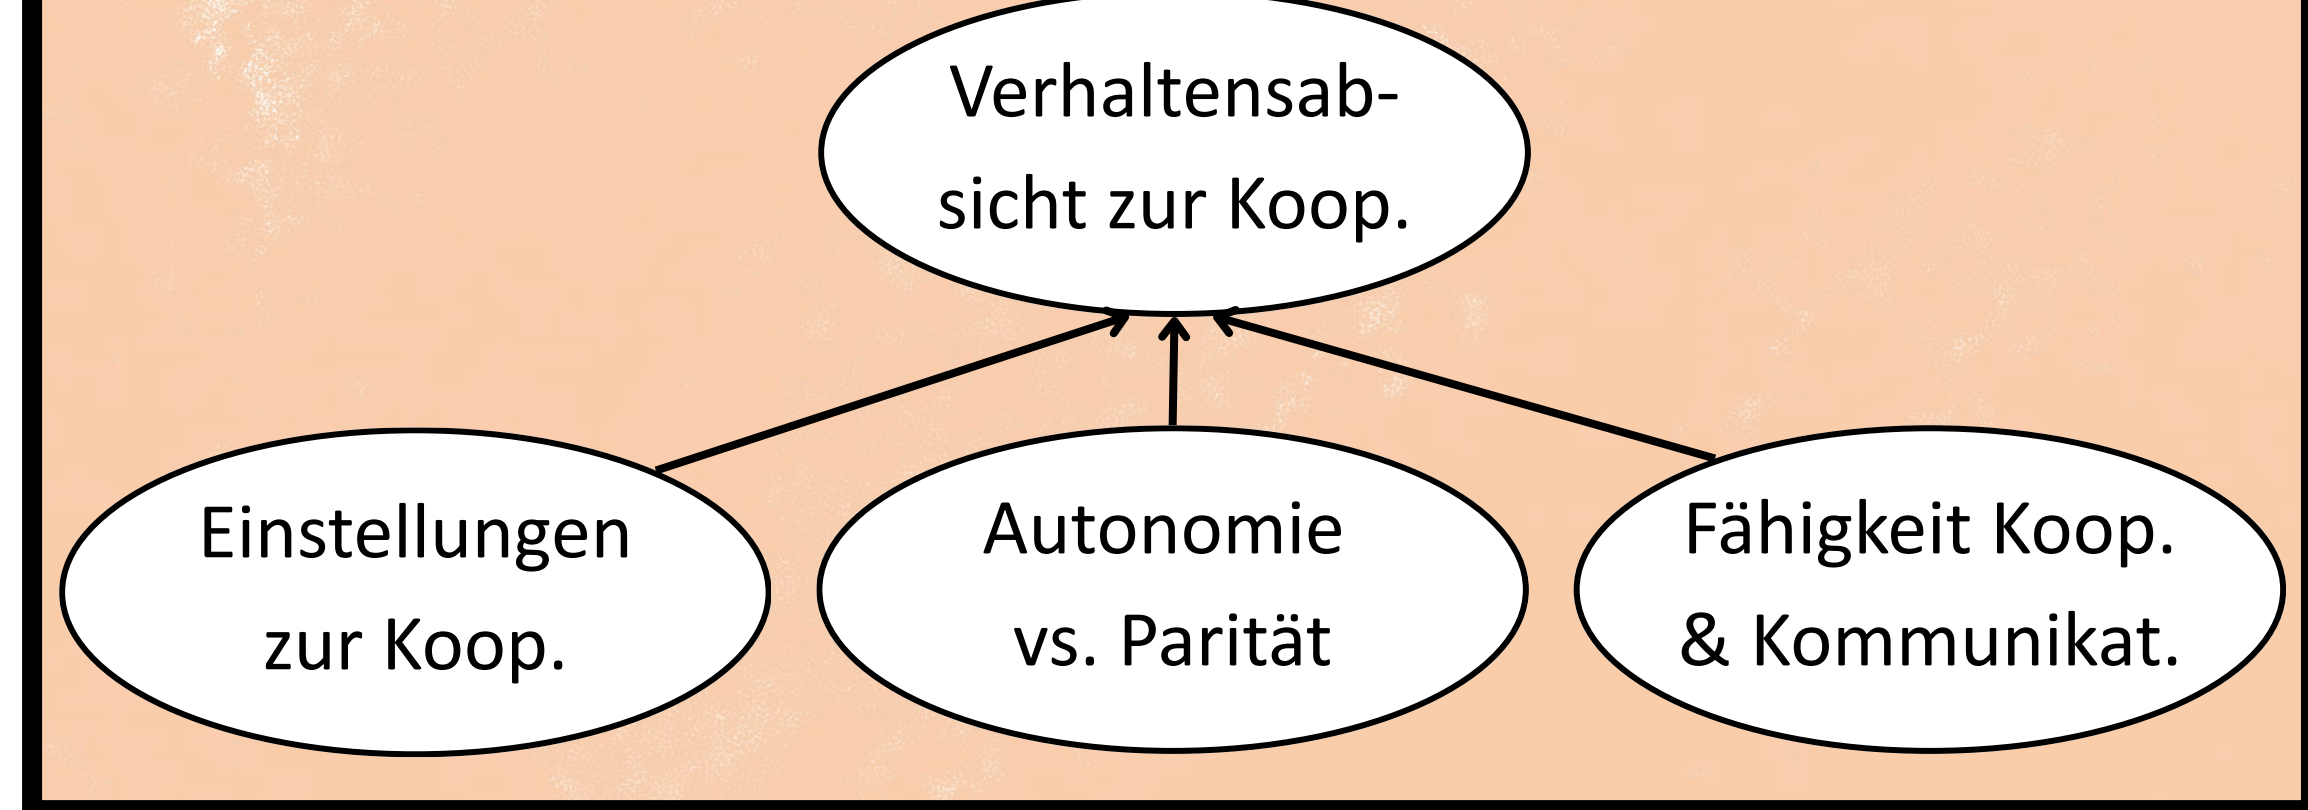 Verhaltensab-
sicht zur Koop.
Einstellungen
zur Koop.
Autonomie
vs. Parität
Fähigkeit Koop.
& Kommunikat.